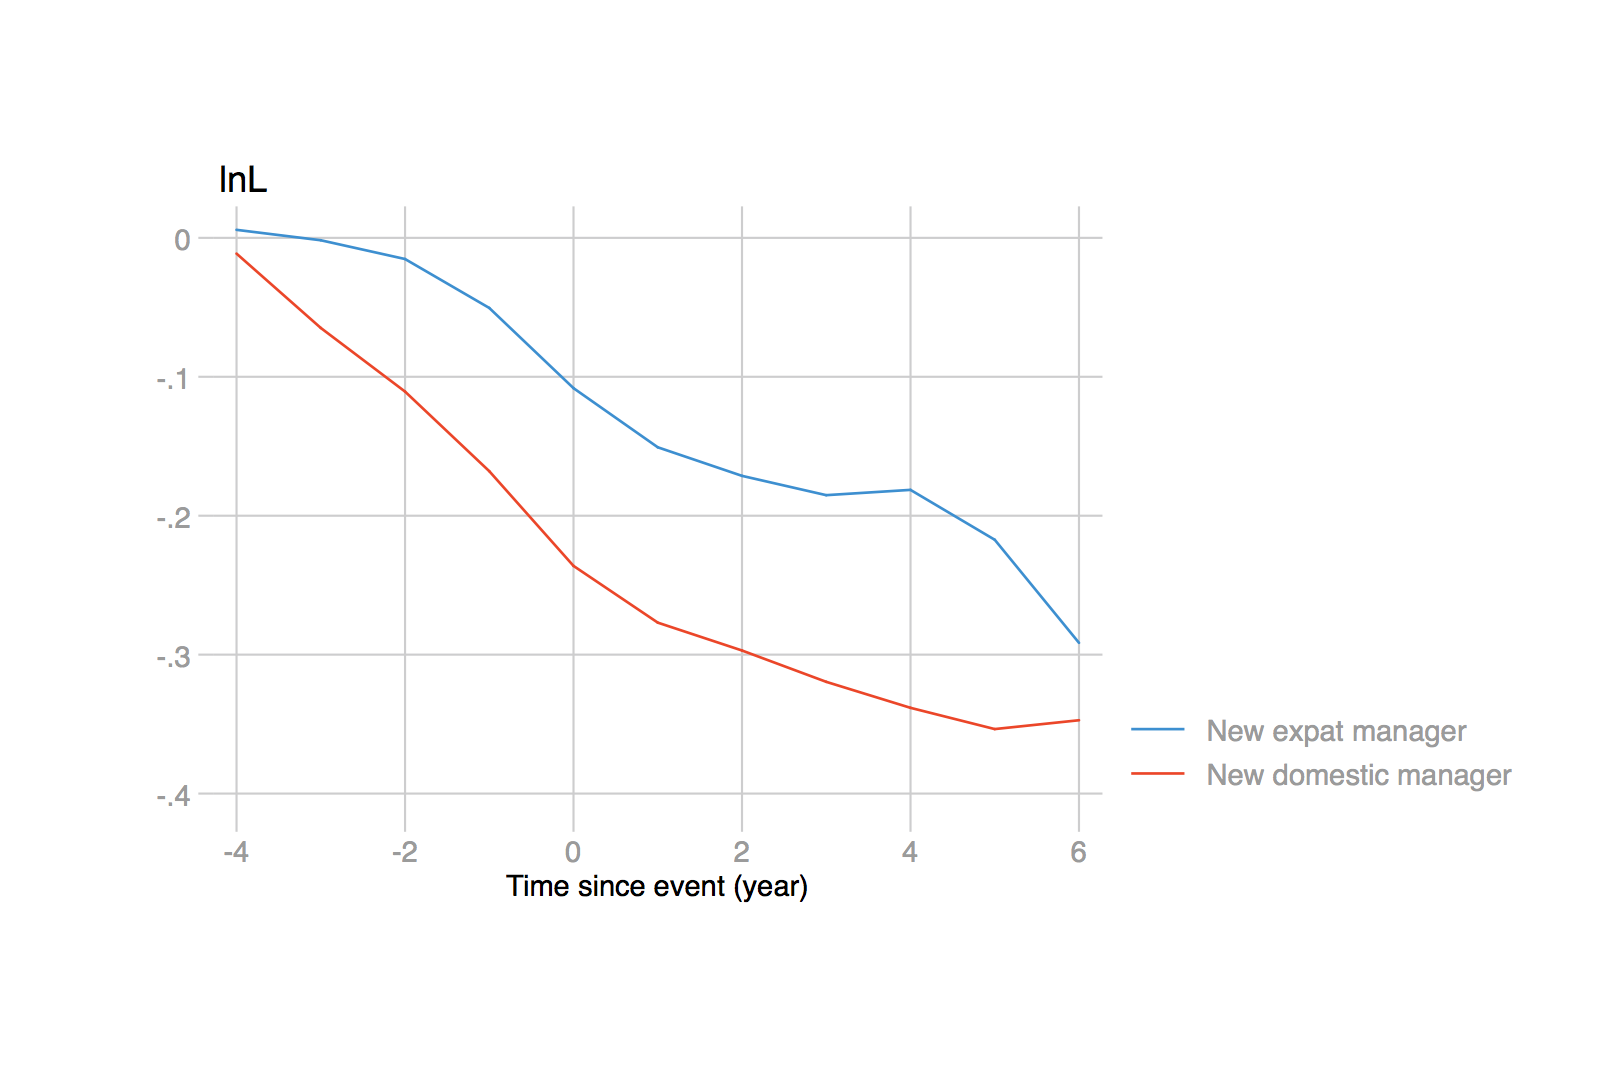 lnL
0
-.1
-.2
-.3
-.4
-4 -2 0 2 4 6
Time since event (year)
New expat manager
New domestic manager